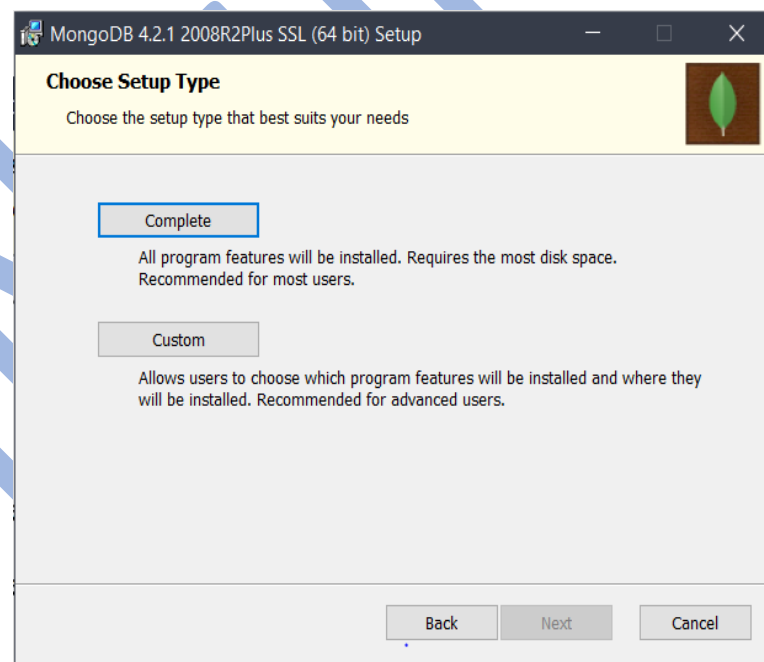 MongoDB 4.2.1 2008R2Plus SSL (64 bit) Setup
Choose Setup Type
Choose the setup type that best suits your needs
Complete
All program features will be installed. Requires the most disk space.
Recommended for most users.
Custom
Allows users to choose which program features will be installed and where they
will be installed. Recommended for advanced users.
Back Next Cancel